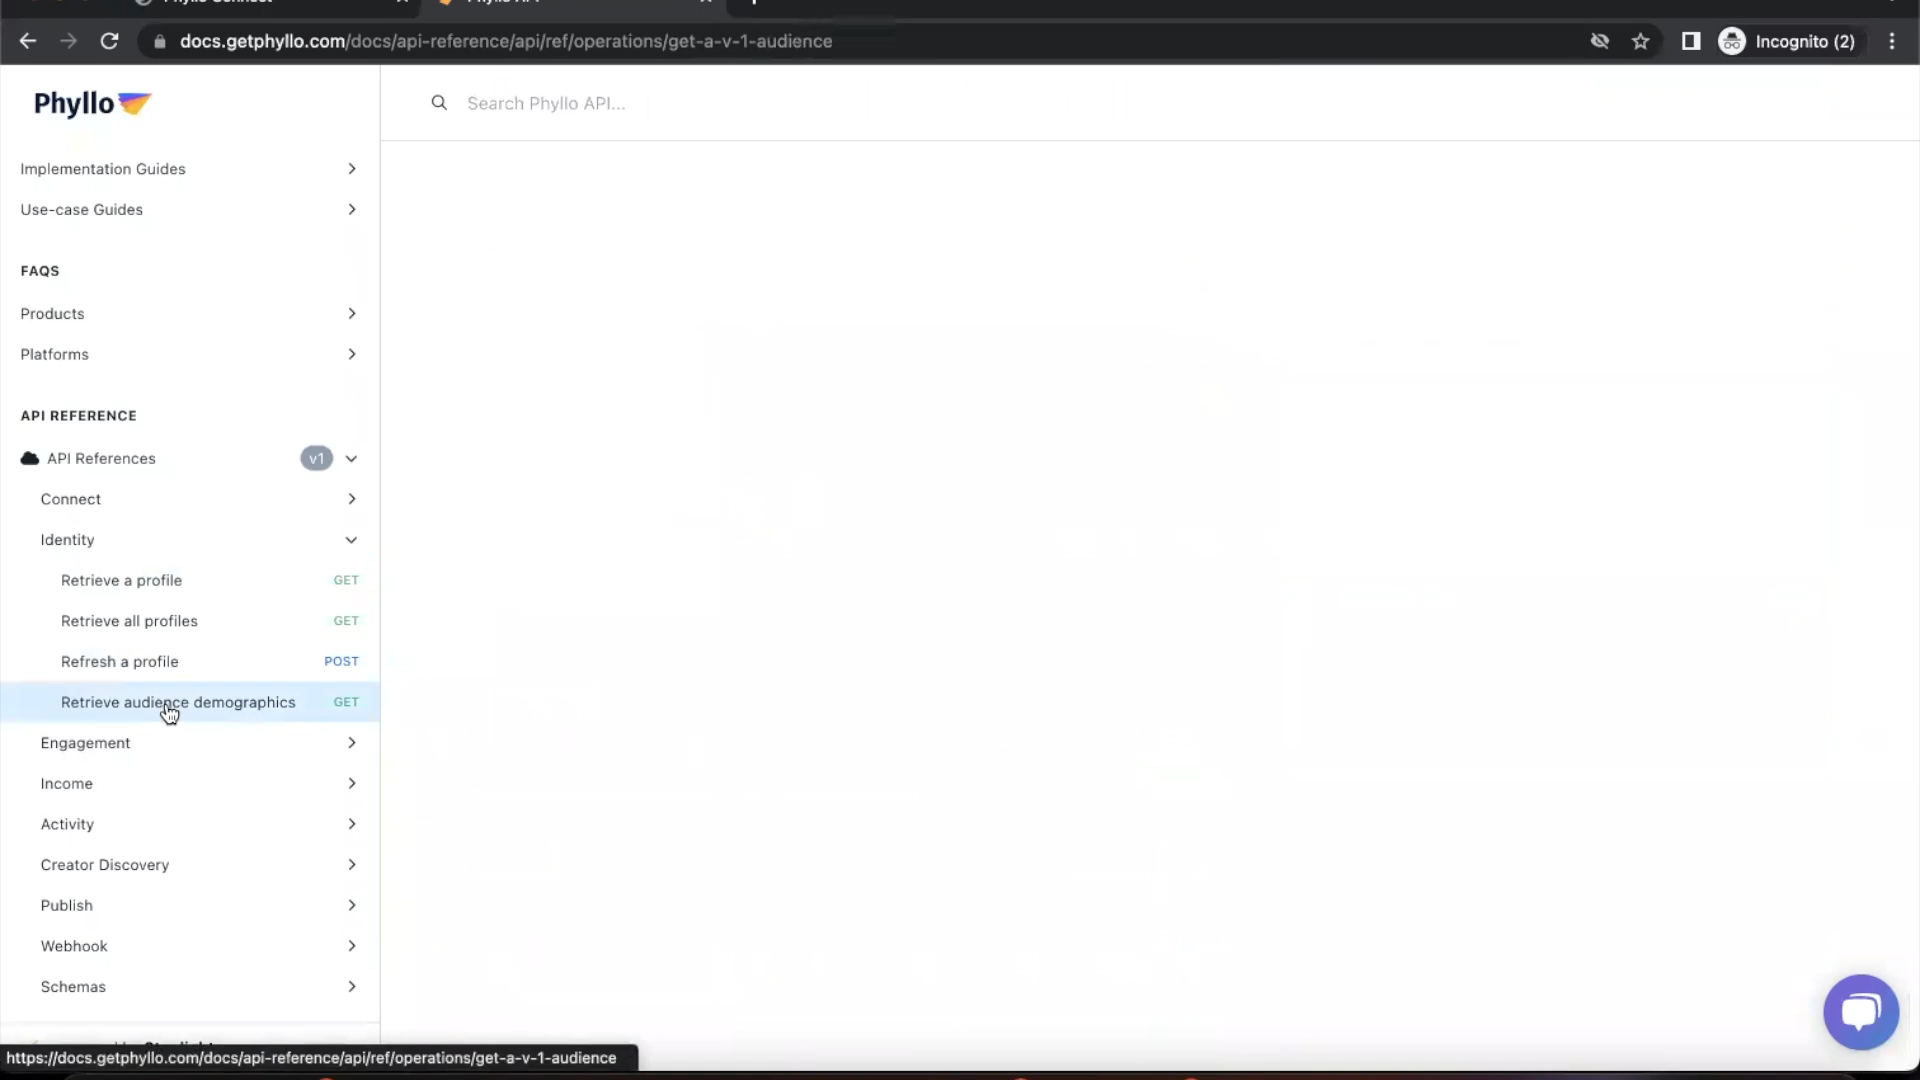 docs.getphyllo.com/docs/api-reference/api/ref/operations/get-a-v-1-audience
Incognito (2)
Phyllo
Search Phyllo API...
Implementation Guides
Use-case Guides
FAQS
Products
Platforms
API REFERENCE
API References v1
Connect
Identity
Retrieve a profile GET
Retrieve all profiles GET
Refresh a profile POST
Retrieve audience demographics GET
Engagement
Income
Activity
Creator Discovery
Publish
Webhook
Schemas
https://docs.getphyllo.com/docs/api-reference/api/ref/operations/get-a-v-1-audience